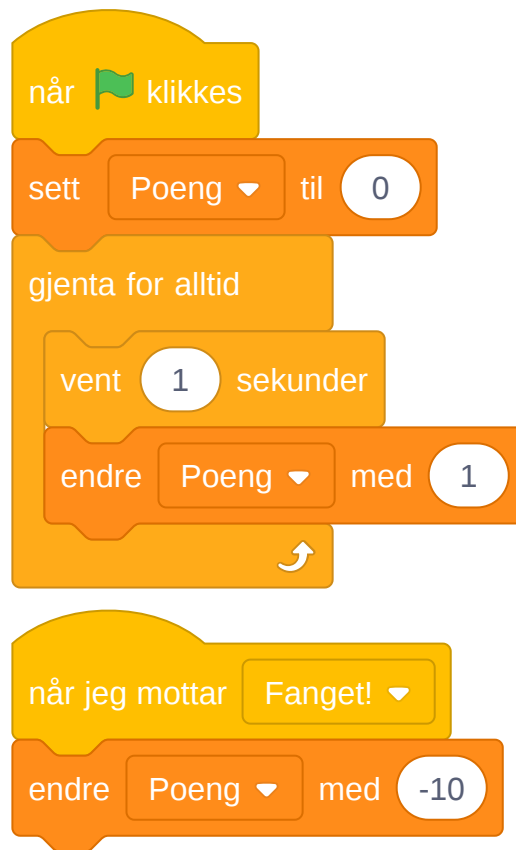 når klikkes
sett Poeng til 0
gjenta for alltid
vent 1 sekunder
endre Poeng med 1
når jeg mottar Fanget!
endre Poeng med -10